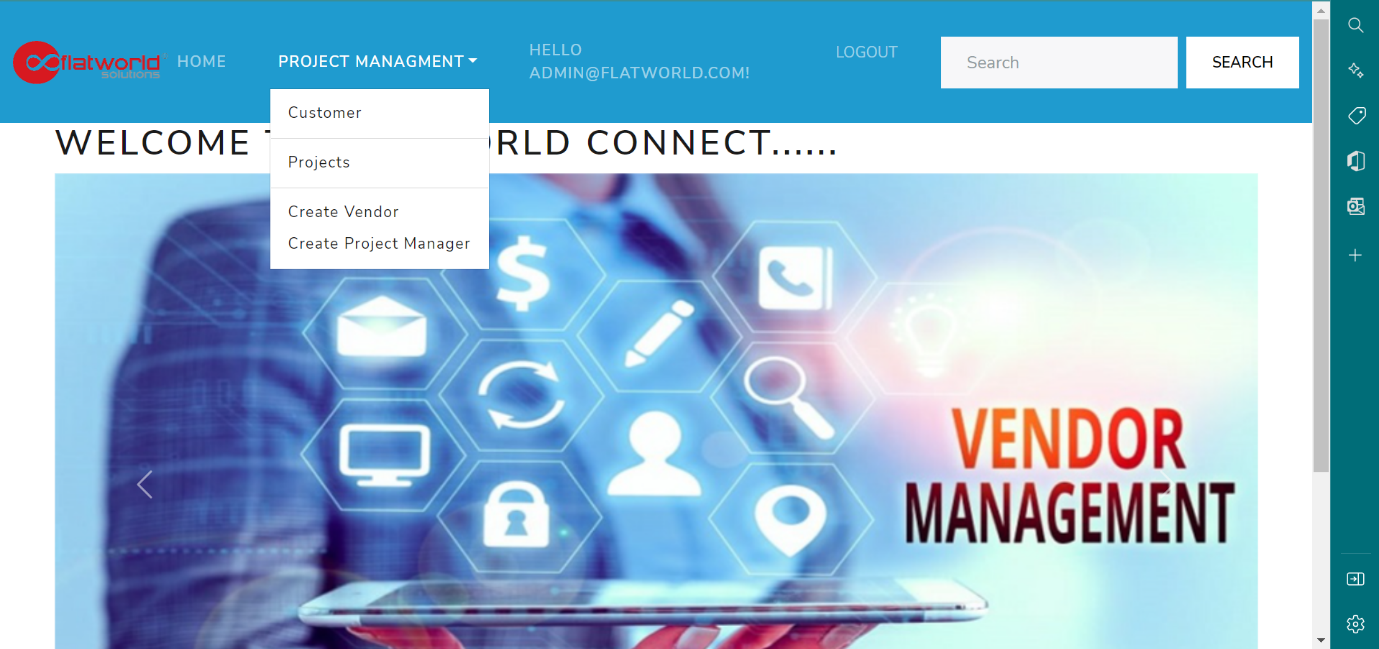 flatworld
solutions
HOME
PROJECT MANAGMENT
HELLO
ADMIN@FLATWORLD.COM!
LOGOUT
Search
SEARCH
Customer
Projects
Create Vendor
Create Project Manager
WELCOME T RLD CONNECT......
VENDOR
MANAGEMENT